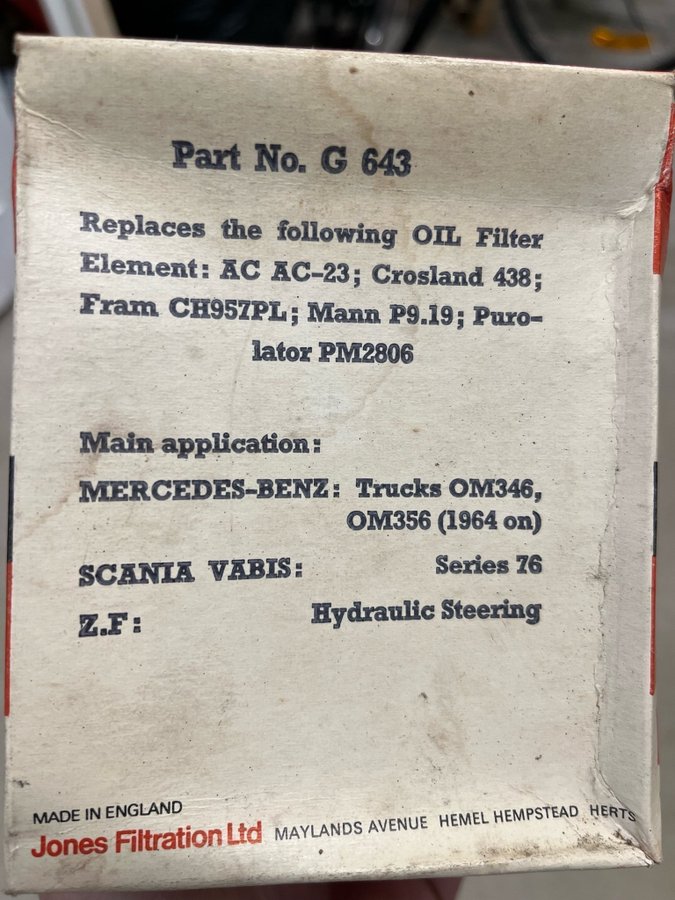 Part No. G 643
Replaces the following OIL Filter
Element: AC AC-23; Crosland 438;
Fram CH957PL; Mann P9.19; Puro-
lator PM2806
Main application:
MERCEDES-BENZ: Trucks OM346,
OM356 (1964 on)
SCANIA VABIS: Series 76
Z.F: Hydraulic Steering
MADE IN ENGLAND
Jones Filtration Ltd MAYLANDS AVENUE HEMEL HEMPSTEAD HERTS